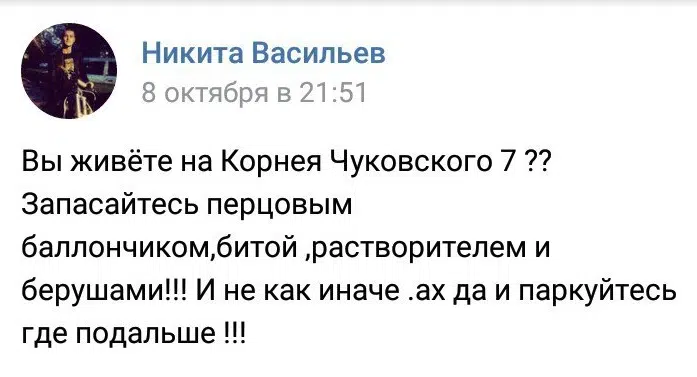 Никита Васильев
8 октября в 21:51
Вы живёте на Корнея Чуковского 7 ??
Запасайтесь перцовым
баллончиком,битой ,растворителем и
берушами!!! И не как иначе .ах да и паркуйтесь
где подальше !!!